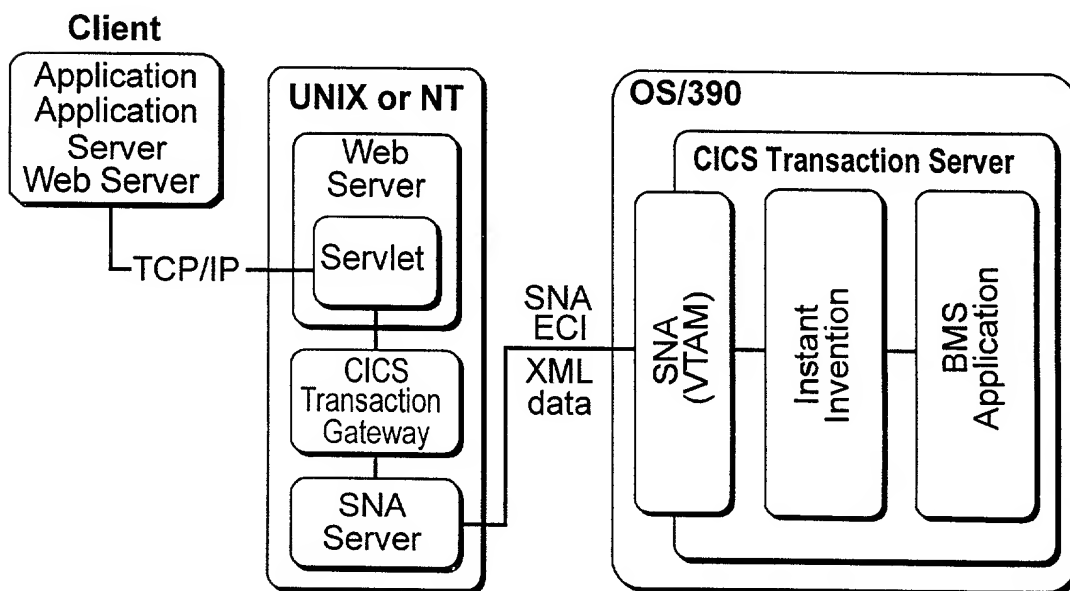 Client
Application
Application
Server
Web Server
TCP/IP
UNIX or NT
Web
Server
Servlet
CICS
Transaction
Gateway
SNA
Server
SNA
ECI
XML
data
OS/390
CICS Transaction Server
SNA
(VTAM)
Instant
Invention
BMS
Application